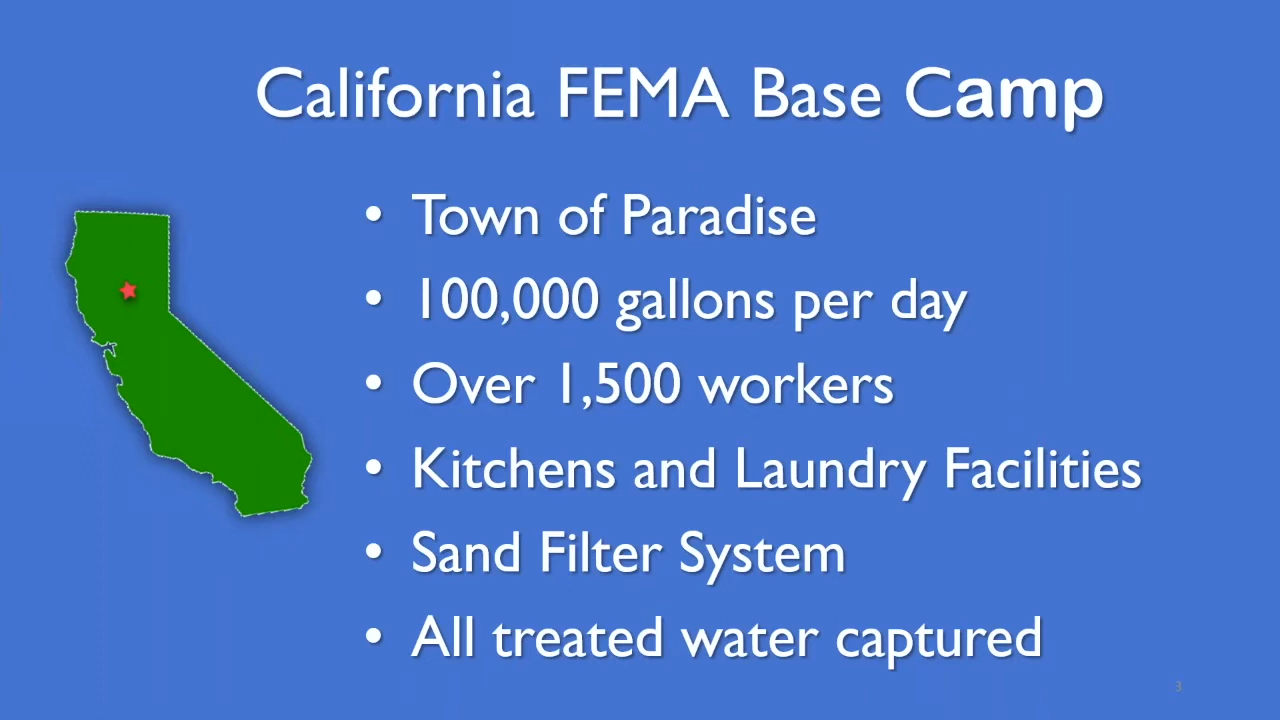 California FEMA Base Camp
• Town of Paradise
• 100,000 gallons per day
• Over 1,500 workers
• Kitchens and Laundry Facilities
• Sand Filter System
• All treated water captured
3